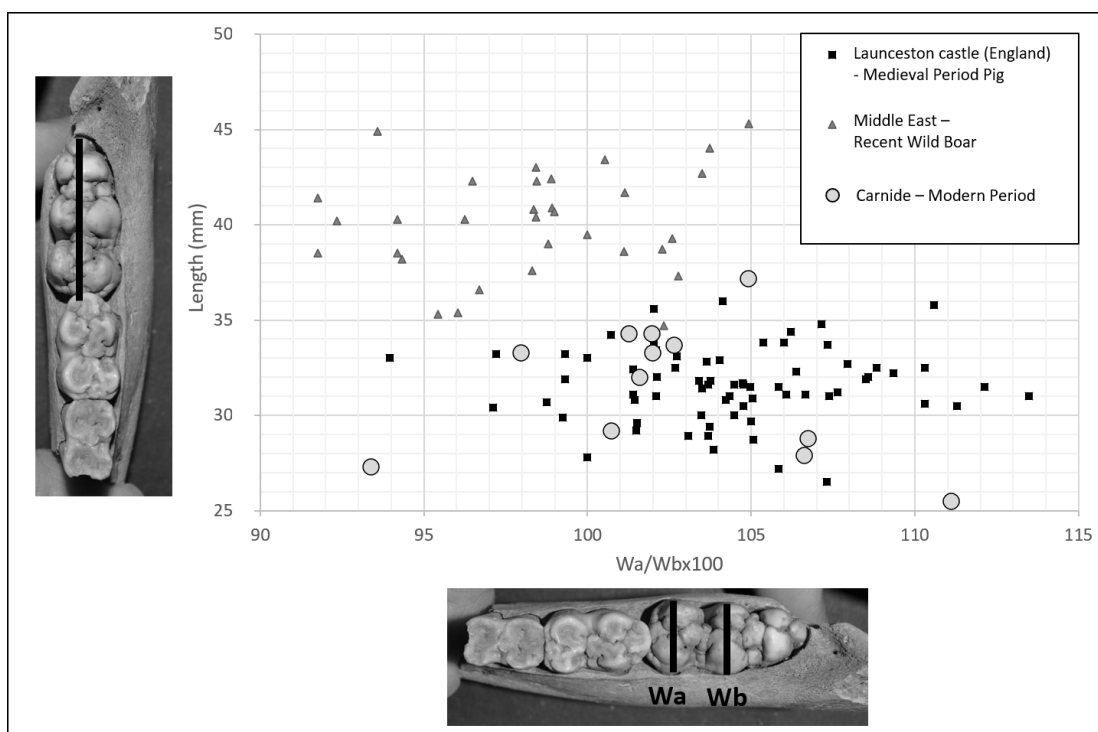 50
45
40
35
30
25
Length (mm)
90 95 100 105 110 115
Wa/Wbx100
Launceston castle (England)
- Medieval Period Pig
Middle East –
Recent Wild Boar
Carnide – Modern Period
Wa Wb